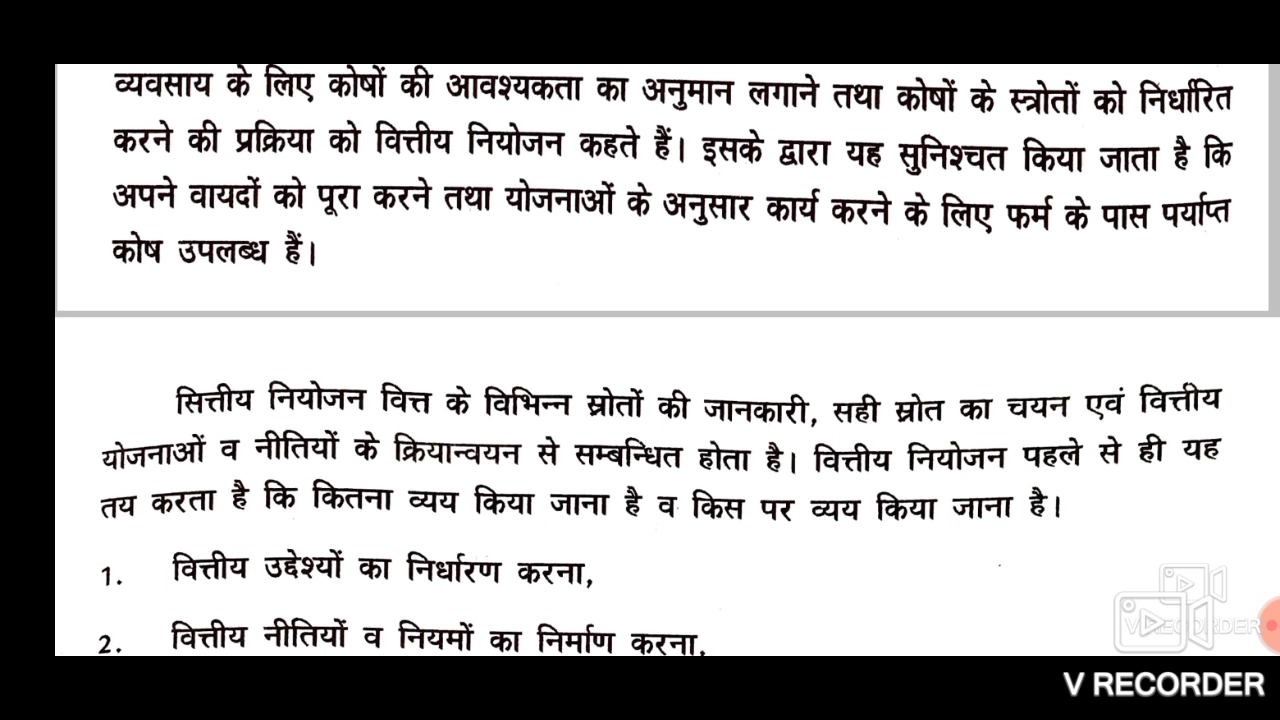 व्यवसाय के लिए कोषों की आवश्यकता का अनुमान लगाने तथा कोषों के स्त्रोतों को निर्धारित
करने की प्रक्रिया को वित्तीय नियोजन कहते हैं। इसके द्वारा यह सुनिश्चत किया जाता है कि
अपने वायदों को पूरा करने तथा योजनाओं के अनुसार कार्य करने के लिए फर्म के पास पर्याप्त
कोष उपलब्ध हैं।
सित्तीय नियोजन वित्त के विभिन्न स्रोतों की जानकारी, सही स्रोत का चयन एवं वित्तीय
योजनाओं व नीतियों के क्रियान्वयन से सम्बन्धित होता है। वित्तीय नियोजन पहले से ही यह
तय करता है कि कितना व्यय किया जाना है व किस पर व्यय किया जाना है।
1. वित्तीय उद्देश्यों का निर्धारण करना,
2. वित्तीय नीतियों व नियमों का निर्माण करना,
V RECORDER
V RECORDER